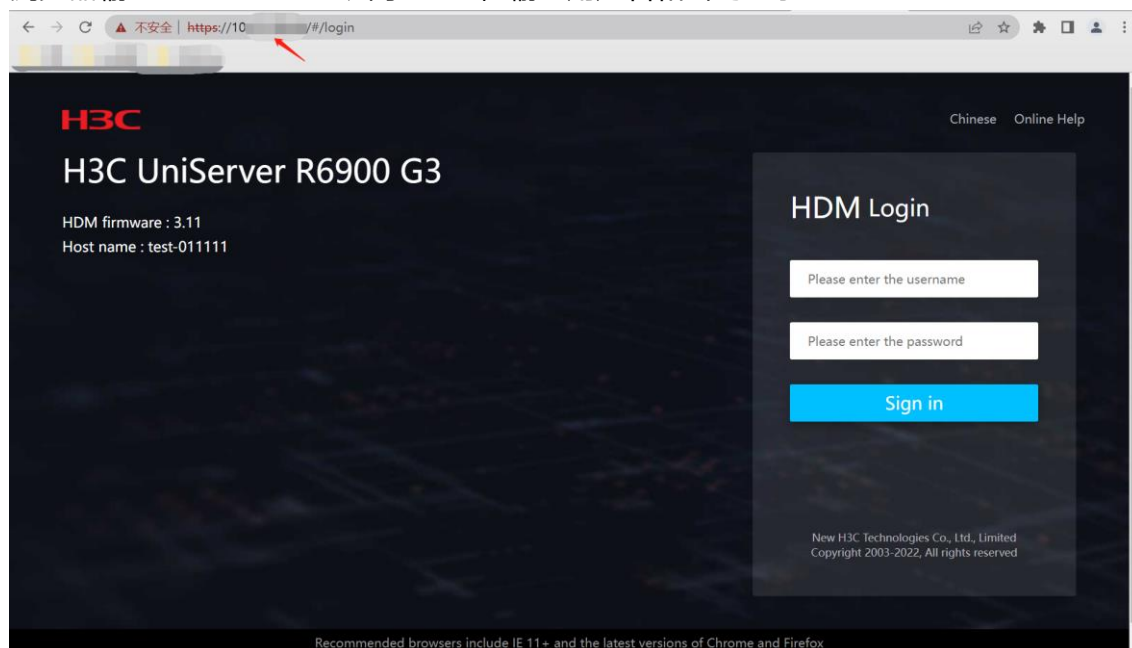 不安全 | https://10 /#/login
H3C
Chinese Online Help
H3C UniServer R6900 G3
HDM firmware : 3.11
Host name : test-011111
HDM Login
Please enter the username
Please enter the password
Sign in
New H3C Technologies Co., Ltd., Limited
Copyright 2003-2022, All rights reserved
Recommended browsers include IE 11+ and the latest versions of Chrome and Firefox